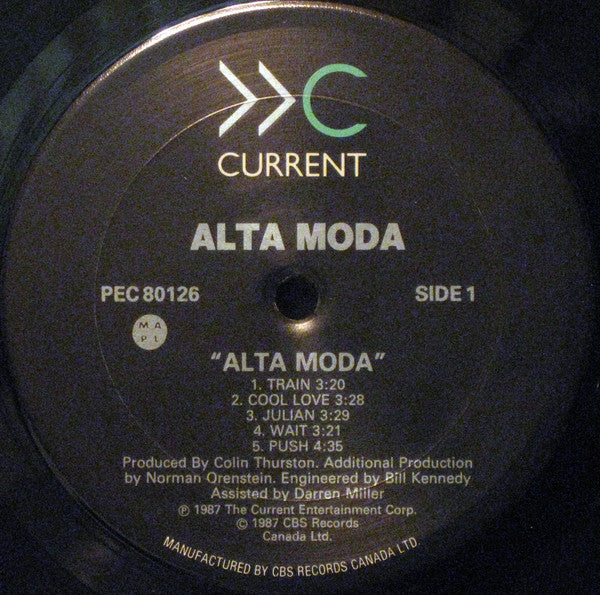 CURRENT
ALTA MODA
PEC 80126
SIDE 1
M A
P L
"ALTA MODA"
1. TRAIN 3:20
2. COOL LOVE 3:28
3. JULIAN 3:29
4. WAIT 3:21
5. PUSH 4:35
Produced By Colin Thurston. Additional Production
by Norman Orenstein. Engineered by Bill Kennedy
Assisted by Darren Miller
℗ 1987 The Current Entertainment Corp.
© 1987 CBS Records
Canada Ltd.
MANUFACTURED BY CBS RECORDS CANADA LTD.